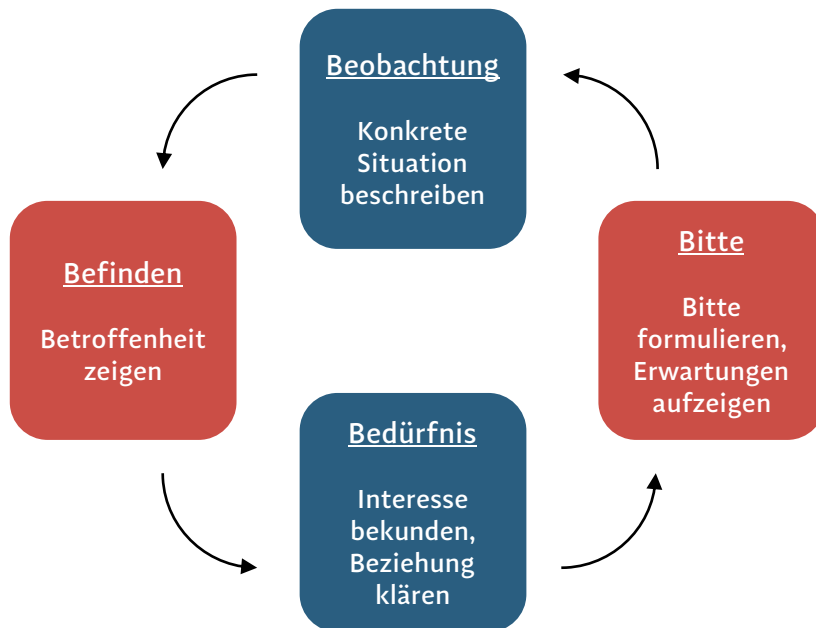 Beobachtung
Konkrete
Situation
beschreiben
Befinden
Betroffenheit
zeigen
Bedürfnis
Interesse
bekunden,
Beziehung
klären
Bitte
Bitte
formulieren,
Erwartungen
aufzeigen